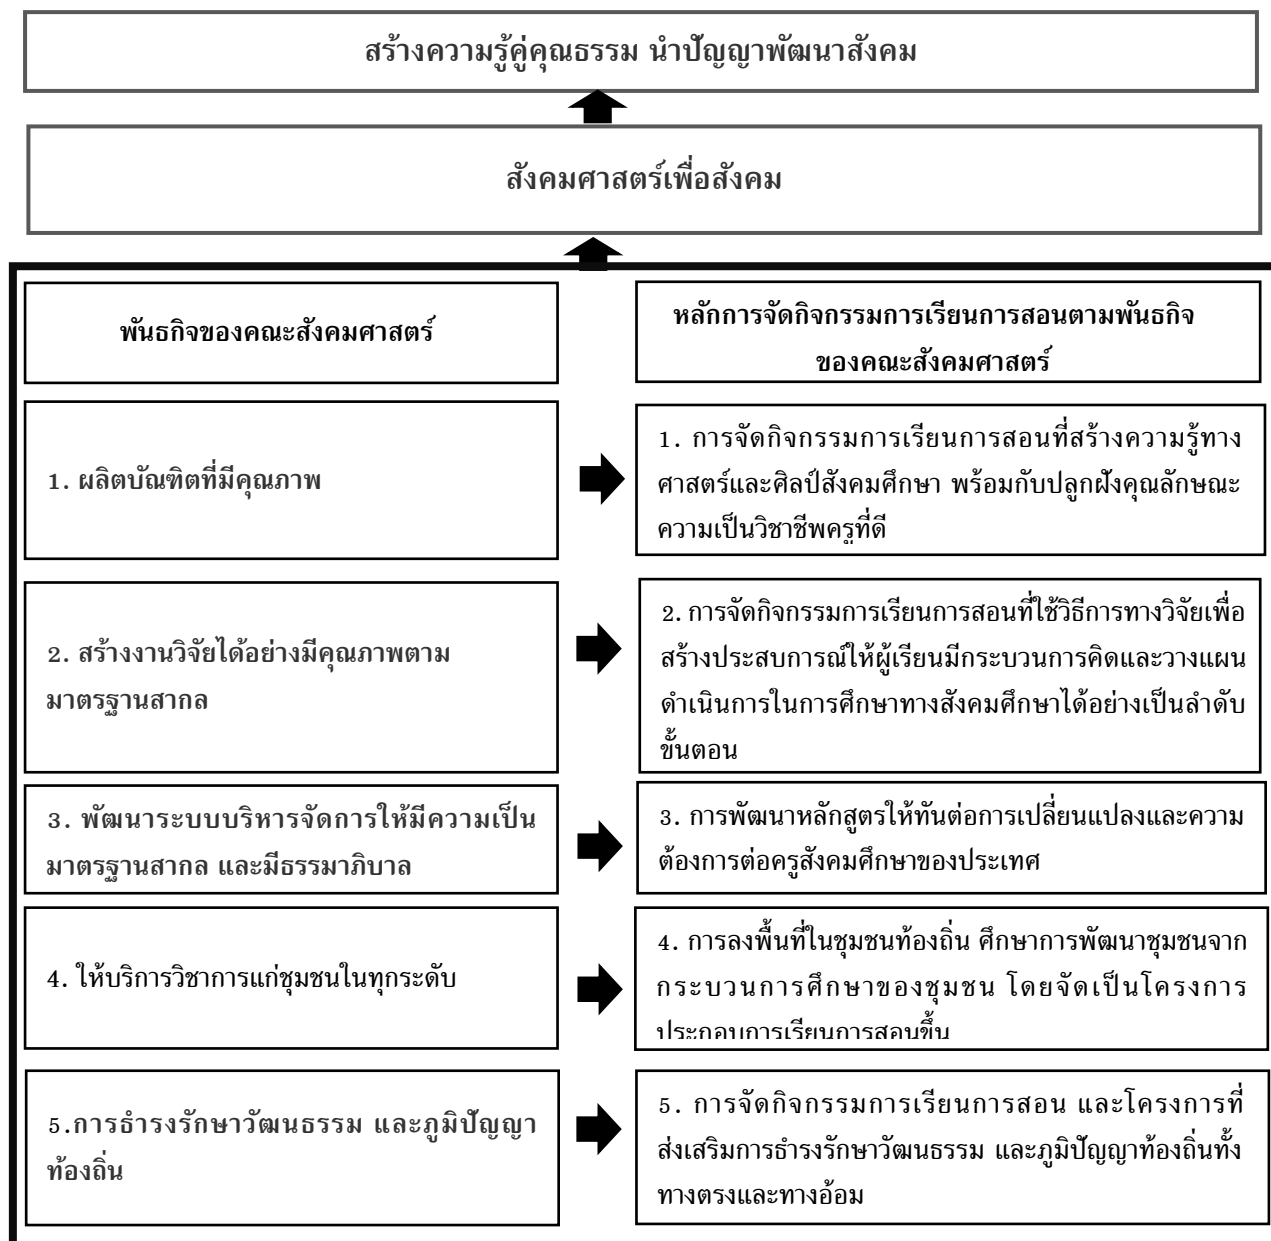 สร้างความรู้คู่คุณธรรม นำปัญญาพัฒนาสังคม
สังคมศาสตร์เพื่อสังคม
พันธกิจของคณะสังคมศาสตร์
หลักการจัดกิจกรรมการเรียนการสอนตามพันธกิจ
ของคณะสังคมศาสตร์
1. ผลิตบัณฑิตที่มีคุณภาพ
1. การจัดกิจกรรมการเรียนการสอนที่สร้างความรู้ทาง
ศาสตร์และศิลป์สังคมศึกษา พร้อมกับปลูกฝังคุณลักษณะ
ความเป็นวิชาชีพครูที่ดี
2. สร้างงานวิจัยได้อย่างมีคุณภาพตาม
มาตรฐานสากล
2. การจัดกิจกรรมการเรียนการสอนที่ใช้วิธีการทางวิจัยเพื่อ
สร้างประสบการณ์ให้ผู้เรียนมีกระบวนการคิดและวางแผน
ดำเนินการในการศึกษาทางสังคมศึกษาได้อย่างเป็นลำดับ
ขั้นตอน
3. พัฒนาระบบบริหารจัดการให้มีความเป็น
มาตรฐานสากล และมีธรรมาภิบาล
3. การพัฒนาหลักสูตรให้ทันต่อการเปลี่ยนแปลงและความ
ต้องการต่อครูสังคมศึกษาของประเทศ
4. ให้บริการวิชาการแก่ชุมชนในทุกระดับ
4. การลงพื้นที่ในชุมชนท้องถิ่น ศึกษาการพัฒนาชุมชนจาก
กระบวนการศึกษาของชุมชน โดยจัดเป็นโครงการ
ประกอบการเรียนการสอนขึ้น
5.การธำรงรักษาวัฒนธรรม และภูมิปัญญา
ท้องถิ่น
5. การจัดกิจกรรมการเรียนการสอน และโครงการที่
ส่งเสริมการธำรงรักษาวัฒนธรรม และภูมิปัญญาท้องถิ่นทั้ง
ทางตรงและทางอ้อม